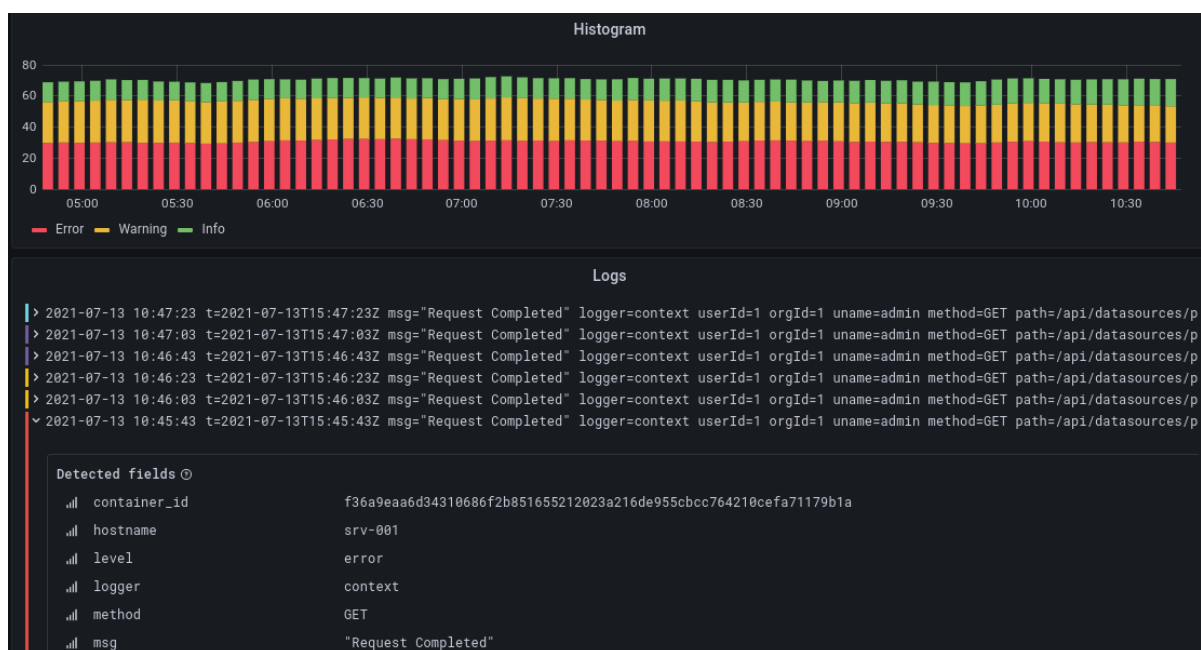 Histogram
80
60
40
20
0
05:00 05:30 06:00 06:30 07:00 07:30 08:00 08:30 09:00 09:30 10:00 10:30
Error Warning Info
Logs
2021-07-13 10:47:23 t=2021-07-13T15:47:23Z msg="Request Completed" logger=context userId=1 orgId=1 uname=admin method=GET path=/api/datasources/p
2021-07-13 10:47:03 t=2021-07-13T15:47:03Z msg="Request Completed" logger=context userId=1 orgId=1 uname=admin method=GET path=/api/datasources/p
2021-07-13 10:46:43 t=2021-07-13T15:46:43Z msg="Request Completed" logger=context userId=1 orgId=1 uname=admin method=GET path=/api/datasources/p
2021-07-13 10:46:23 t=2021-07-13T15:46:23Z msg="Request Completed" logger=context userId=1 orgId=1 uname=admin method=GET path=/api/datasources/p
2021-07-13 10:46:03 t=2021-07-13T15:46:03Z msg="Request Completed" logger=context userId=1 orgId=1 uname=admin method=GET path=/api/datasources/p
2021-07-13 10:45:43 t=2021-07-13T15:45:43Z msg="Request Completed" logger=context userId=1 orgId=1 uname=admin method=GET path=/api/datasources/p
Detected fields
container_id f36a9eaa6d34310686f2b851655212023a216de955cbcc764210cefa71179b1a
hostname srv-001
level error
logger context
method GET
msg "Request Completed"